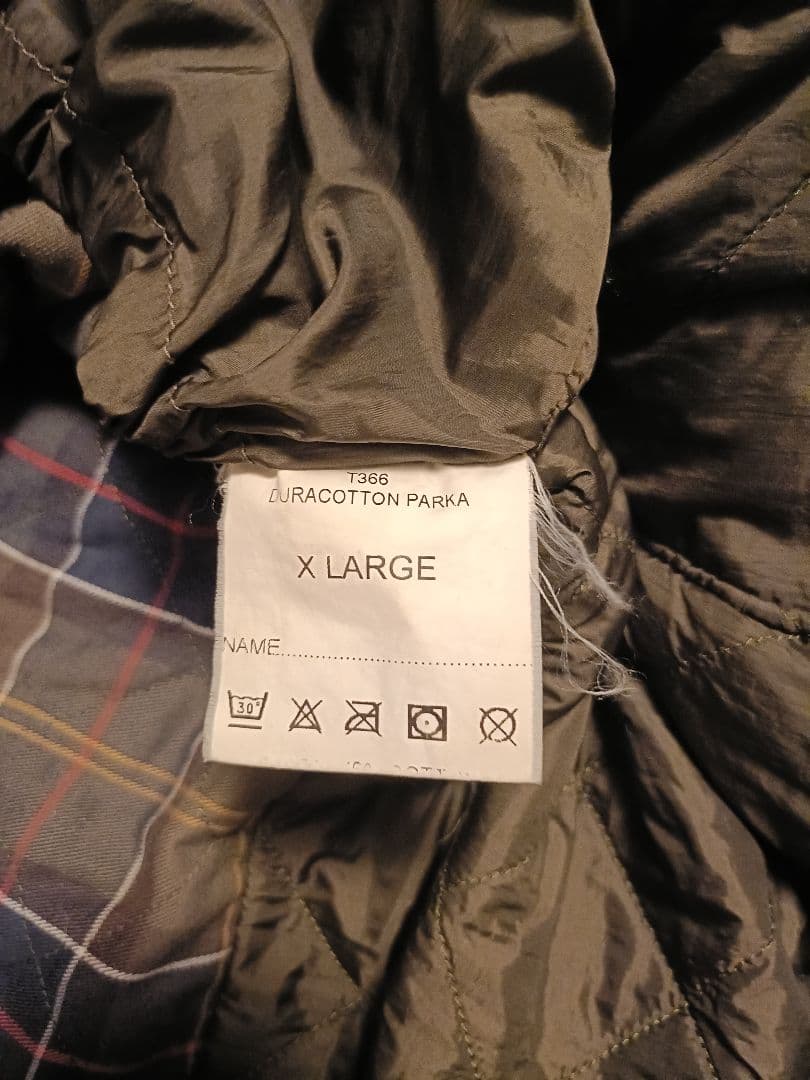 T366
DURACOTTON PARKA
X LARGE
NAME..................................................
30°